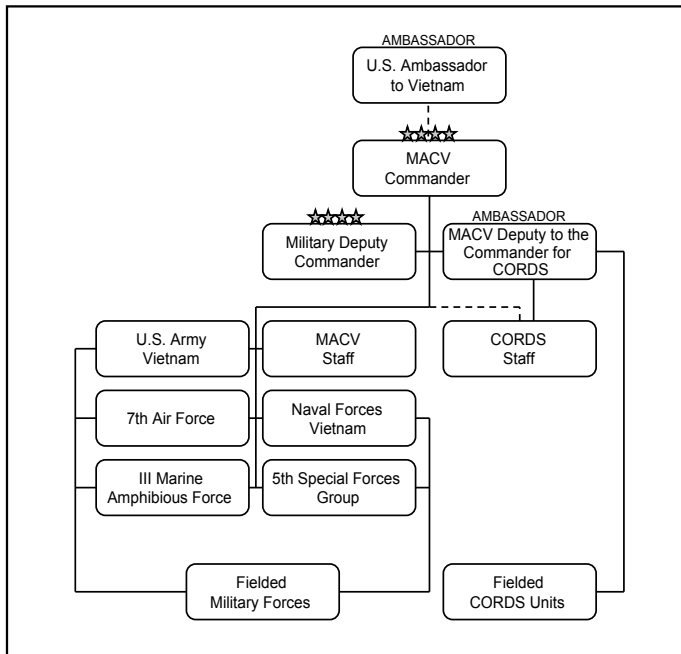 AMBASSADOR
U.S. Ambassador
to Vietnam
MACV
Commander
Military Deputy
Commander
AMBASSADOR
MACV Deputy to the
Commander for
CORDS
U.S. Army
Vietnam
MACV
Staff
CORDS
Staff
7th Air Force
Naval Forces
Vietnam
III Marine
Amphibious Force
5th Special Forces
Group
Fielded
Military Forces
Fielded
CORDS Units